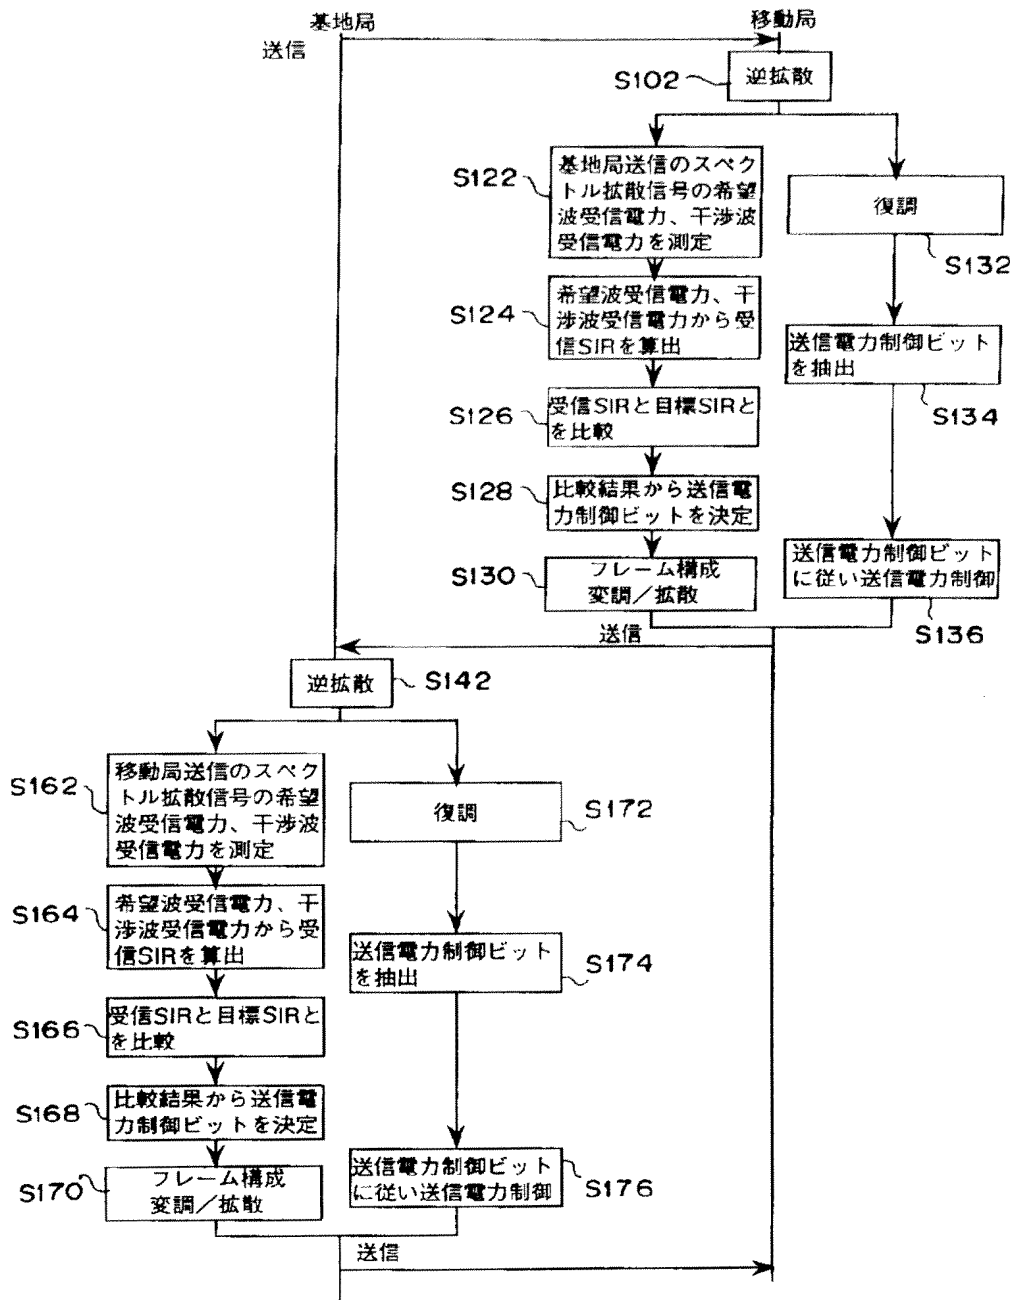 基地局
移動局
送信
逆拡散
S102
基地局送信のスペク
トル拡散信号の希望
波受信電力、干渉波
受信電力を測定
S122
復調
S132
希望波受信電力、干
渉波受信電力から受
信SIRを算出
S124
送信電力制御ビット
を抽出
S134
受信SIRと目標SIRと
を比較
S126
比較結果から送信電
力制御ビットを決定
S128
フレーム構成
変調／拡散
S130
送信電力制御ビット
に従い送信電力制御
S136
送信
逆拡散
S142
移動局送信のスペク
トル拡散信号の希望
波受信電力、干渉波
受信電力を測定
S162
復調
S172
希望波受信電力、干
渉波受信電力から受
信SIRを算出
S164
送信電力制御ビット
を抽出
S174
受信SIRと目標SIRと
を比較
S166
比較結果から送信電
力制御ビットを決定
S168
フレーム構成
変調／拡散
S170
送信電力制御ビット
に従い送信電力制御
S176
送信